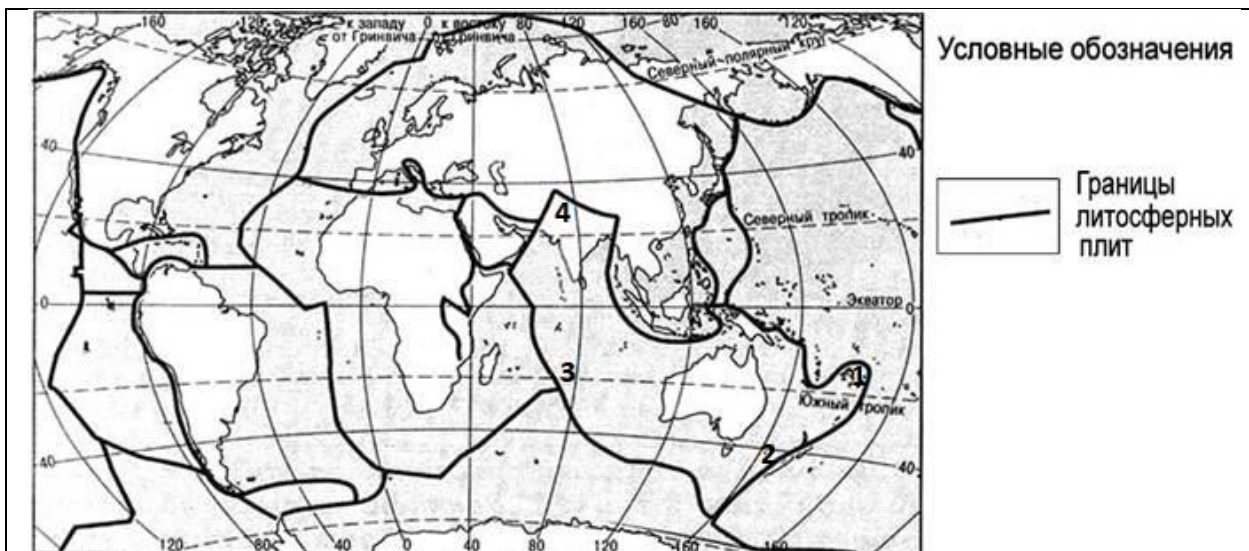 160 120 80 к западу 0 к востоку 80 120 160 160 120
от Гринвича от Гринвича
Северный полярный круг
40 40
Северный тропик
4
0 Экватор 0
3 1
Южный тропик
2
40 40
120 80 40 0 40 80 120 160 160
Условные обозначения
Границы
литосферных
плит